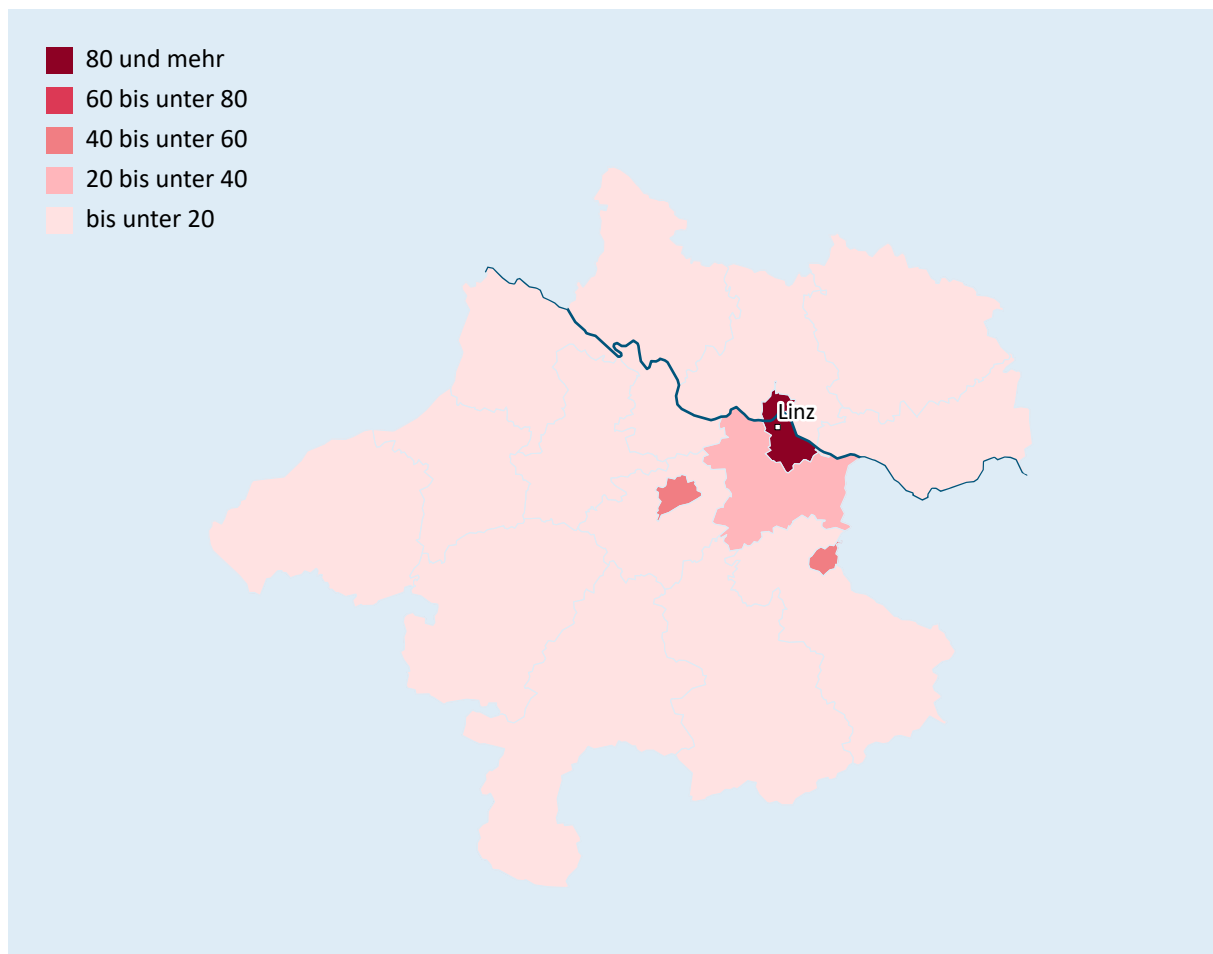 80 und mehr
60 bis unter 80
40 bis unter 60
20 bis unter 40
bis unter 20
Linz